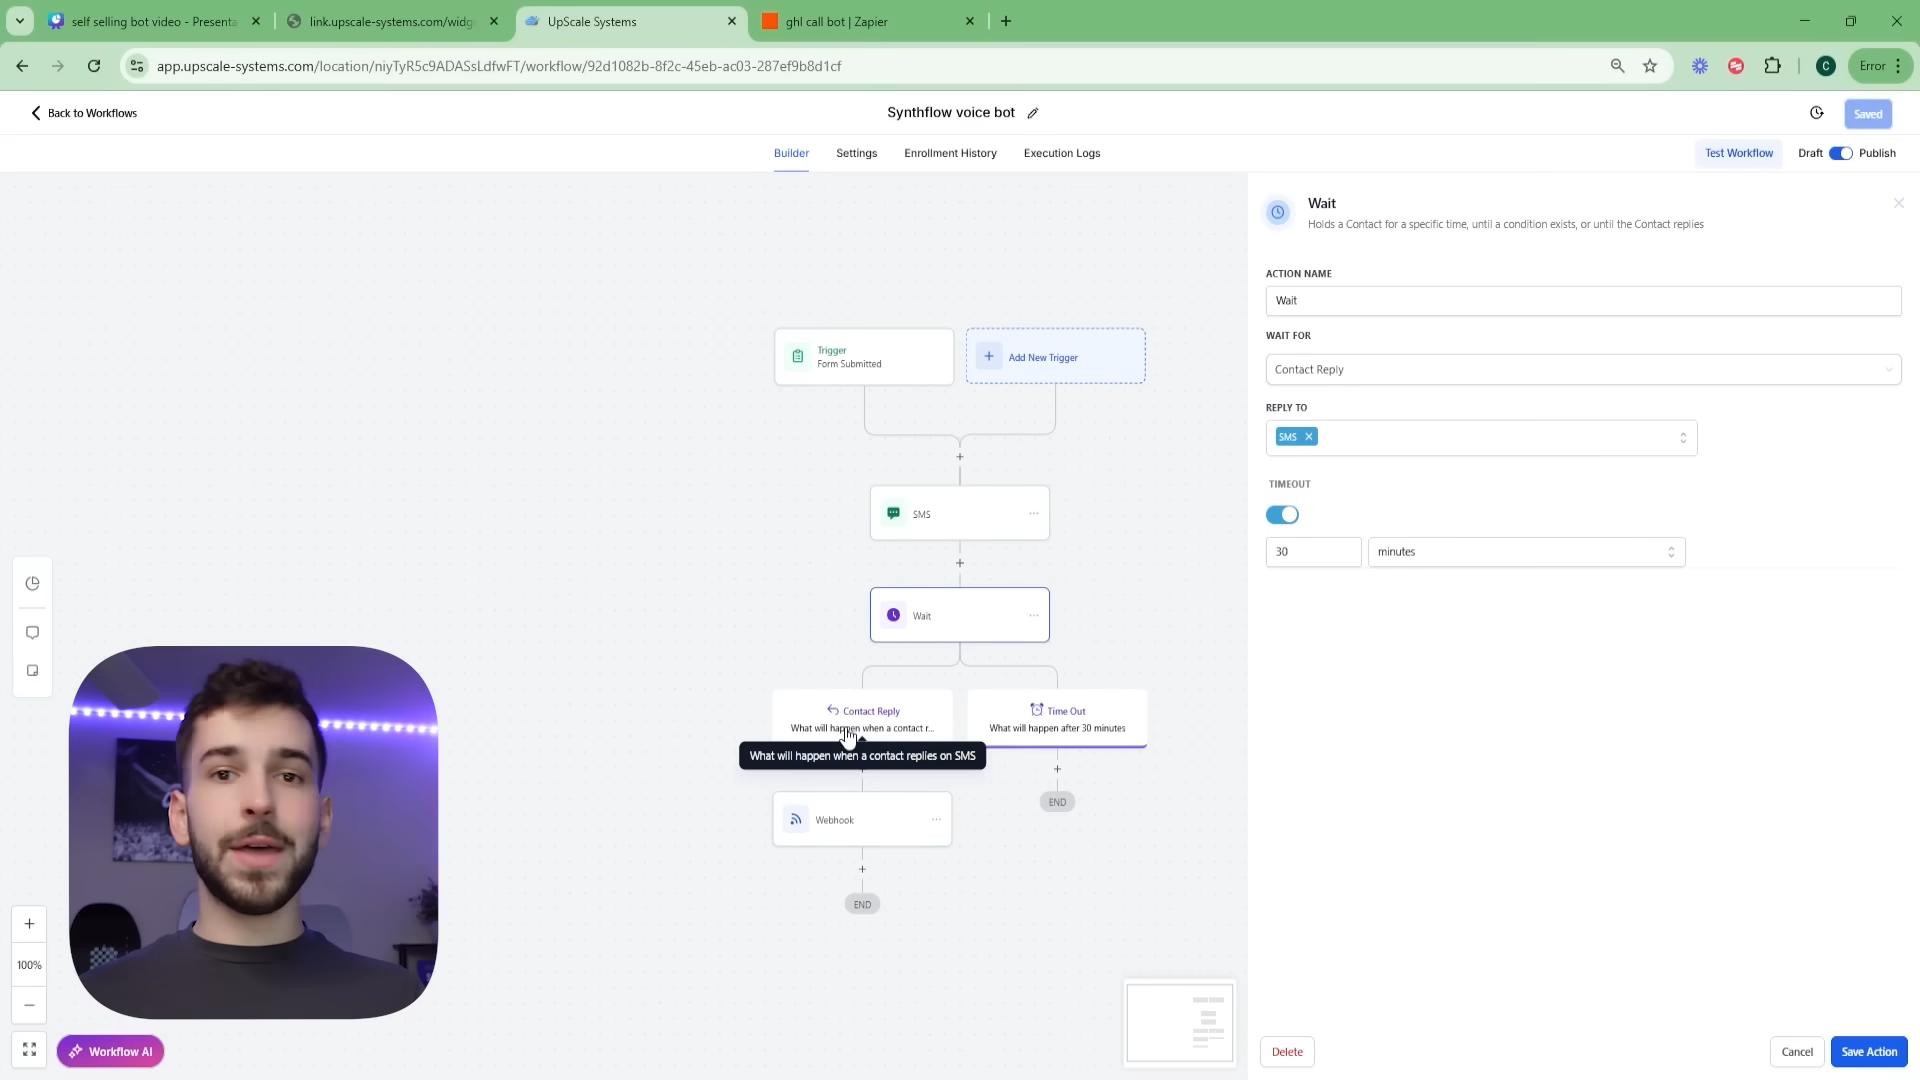 self selling bot video - Presenta
link.upscale-systems.com/widg
UpScale Systems
ghl call bot | Zapier
app.upscale-systems.com/location/niyTyR5c9ADASsLdfwFT/workflow/92d1082b-8f2c-45eb-ac03-287ef9b8d1cf
C
Error
Back to Workflows
Synthflow voice bot
Saved
Builder
Settings
Enrollment History
Execution Logs
Test Workflow
Draft
Publish
Wait
Holds a Contact for a specific time, until a condition exists, or until the Contact replies
ACTION NAME
Wait
WAIT FOR
Contact Reply
REPLY TO
SMS
TIMEOUT
30
minutes
Trigger
Form Submitted
Add New Trigger
SMS
Wait
Contact Reply
What will happen when a contact r...
Time Out
What will happen after 30 minutes
What will happen when a contact replies on SMS
Webhook
END
END
100%
Workflow AI
Delete
Cancel
Save Action